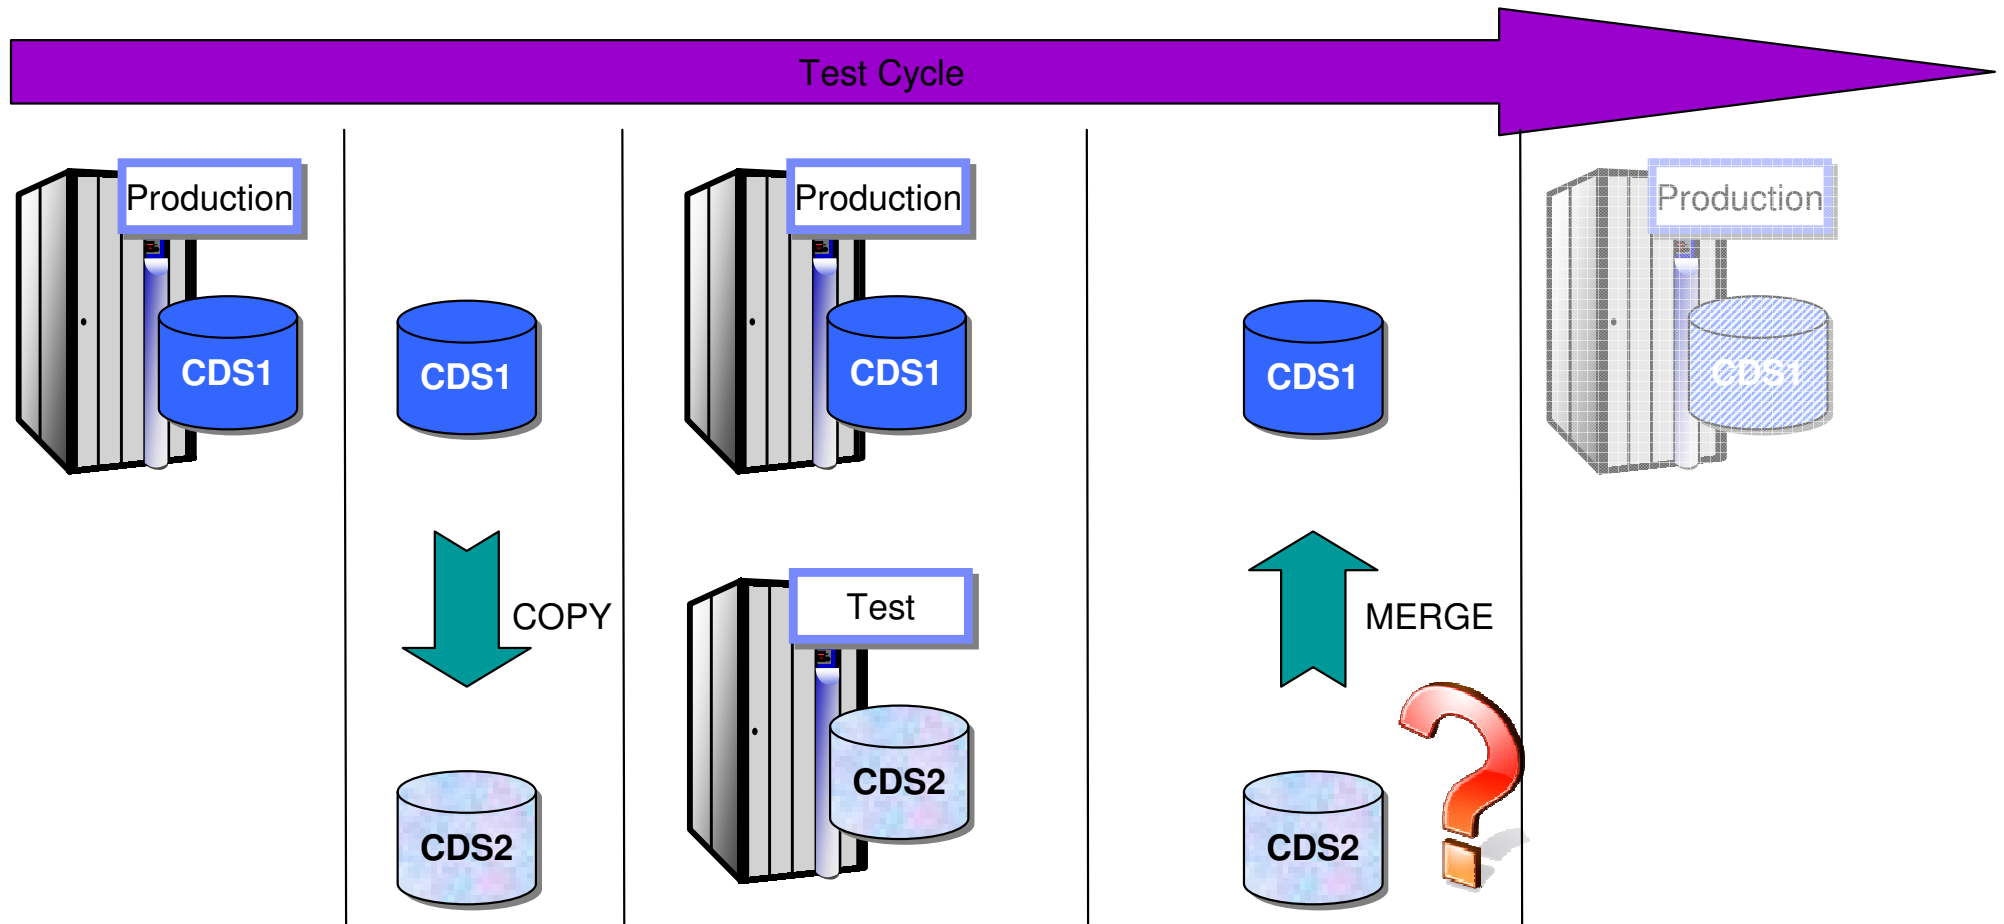 Test Cycle
Production
CDS1
CDS1
COPY
CDS2
Production
CDS1
Test
CDS2
CDS1
MERGE
CDS2
?
Production
CDS1